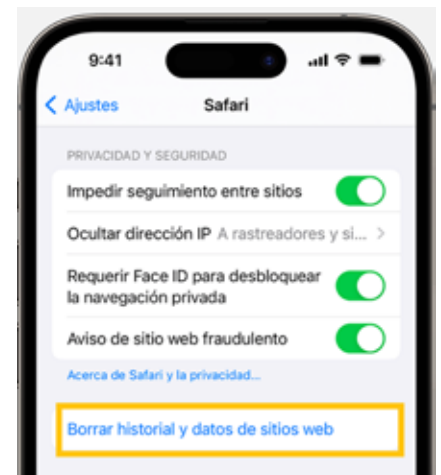 9:41
Ajustes
Safari
PRIVACIDAD Y SEGURIDAD
Impedir seguimiento entre sitios
Ocultar dirección IP A rastreadores y si...
Requerir Face ID para desbloquear
la navegación privada
Aviso de sitio web fraudulento
Acerca de Safari y la privacidad...
Borrar historial y datos de sitios web